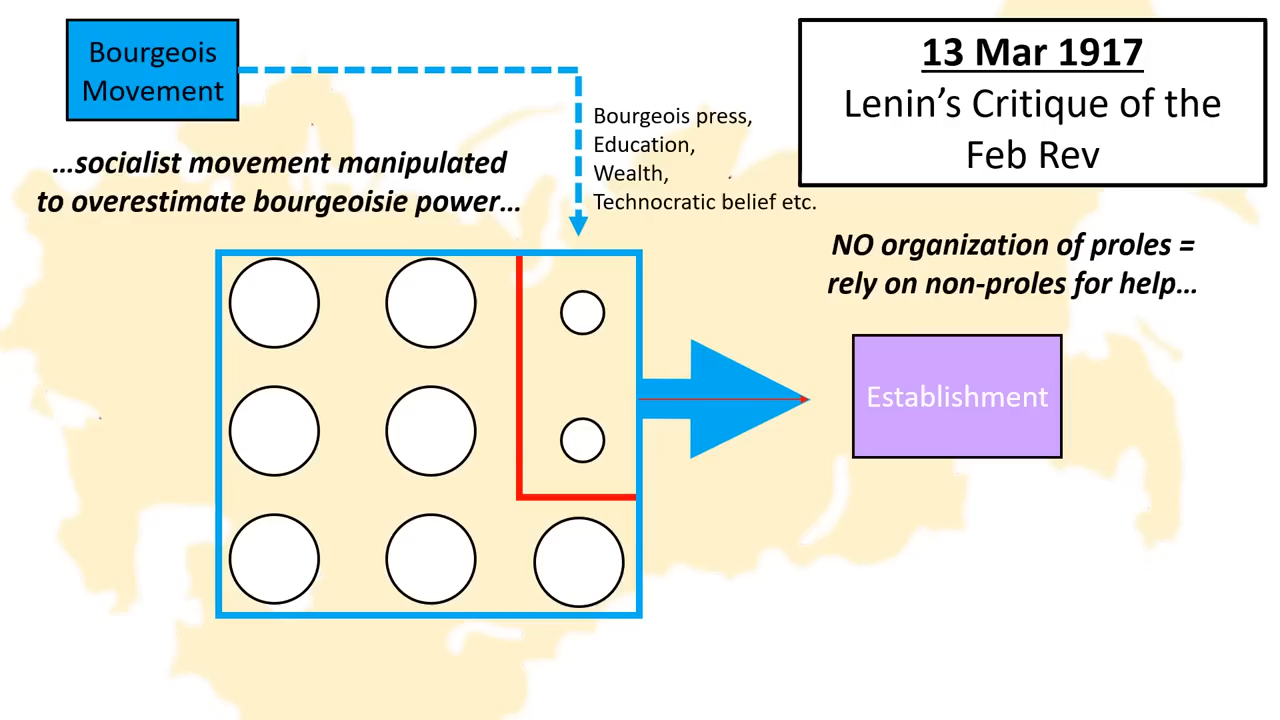 Bourgeois
Movement
13 Mar 1917
Lenin’s Critique of the
Feb Rev
Bourgeois press,
Education,
Wealth,
Technocratic belief etc.
…socialist movement manipulated
to overestimate bourgeoisie power…
NO organization of proles =
rely on non-proles for help…
Establishment